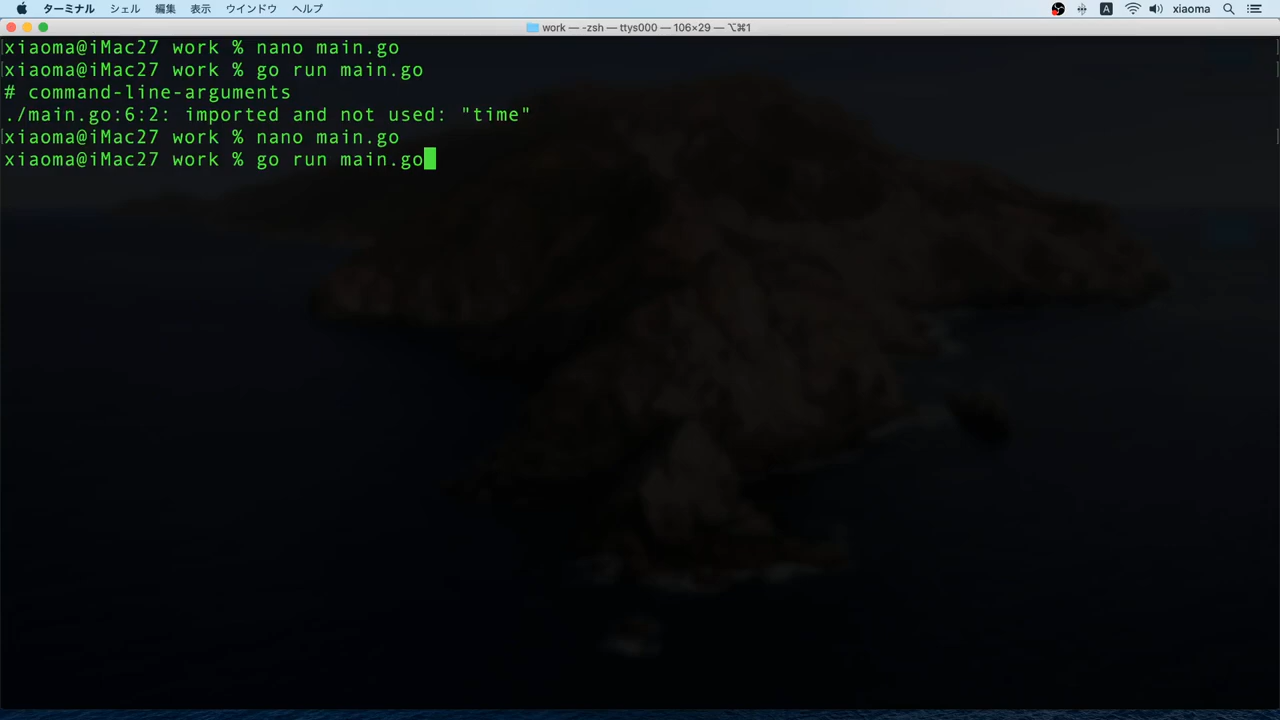 ターミナル シェル 編集 表示 ウインドウ ヘルプ A xiaoma
work — -zsh — ttys000 — 106×29 — ⌥⌘1
xiaoma@iMac27 work % nano main.go
xiaoma@iMac27 work % go run main.go
# command-line-arguments
./main.go:6:2: imported and not used: "time"
xiaoma@iMac27 work % nano main.go
xiaoma@iMac27 work % go run main.go